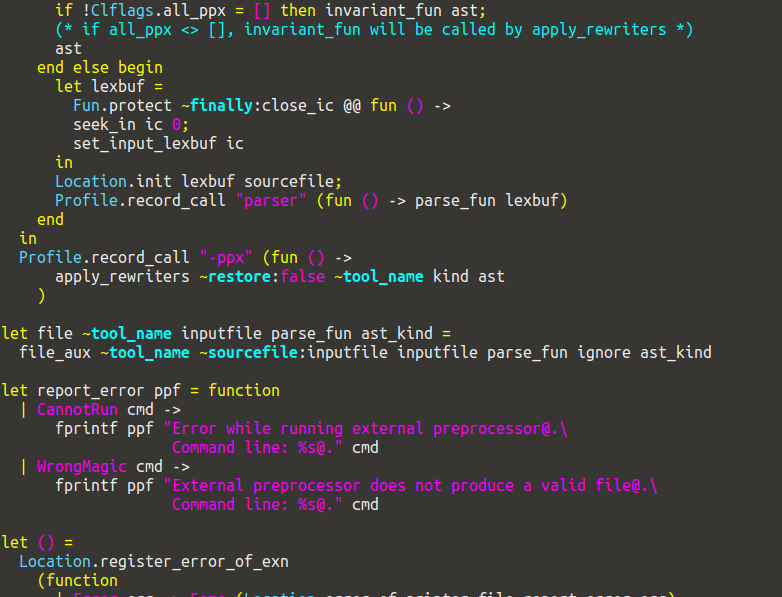 if !Clflags.all_ppx = [] then invariant_fun ast;
(* if all_ppx <> [], invariant_fun will be called by apply_rewriters *)
ast
end else begin
let lexbuf =
Fun.protect ~finally:close_ic @@ fun () ->
seek_in ic 0;
set_input_lexbuf ic
in
Location.init lexbuf sourcefile;
Profile.record_call "parser" (fun () -> parse_fun lexbuf)
end
in
Profile.record_call "-ppx" (fun () ->
apply_rewriters ~restore:false ~tool_name kind ast
)
let file ~tool_name inputfile parse_fun ast_kind =
file_aux ~tool_name ~sourcefile:inputfile inputfile parse_fun ignore ast_kind
let report_error ppf = function
| CannotRun cmd ->
fprintf ppf "Error while running external preprocessor@.\
Command line: %s@." cmd
| WrongMagic cmd ->
fprintf ppf "External preprocessor does not produce a valid file@.\
Command line: %s@." cmd
let () =
Location.register_error_of_exn
(function